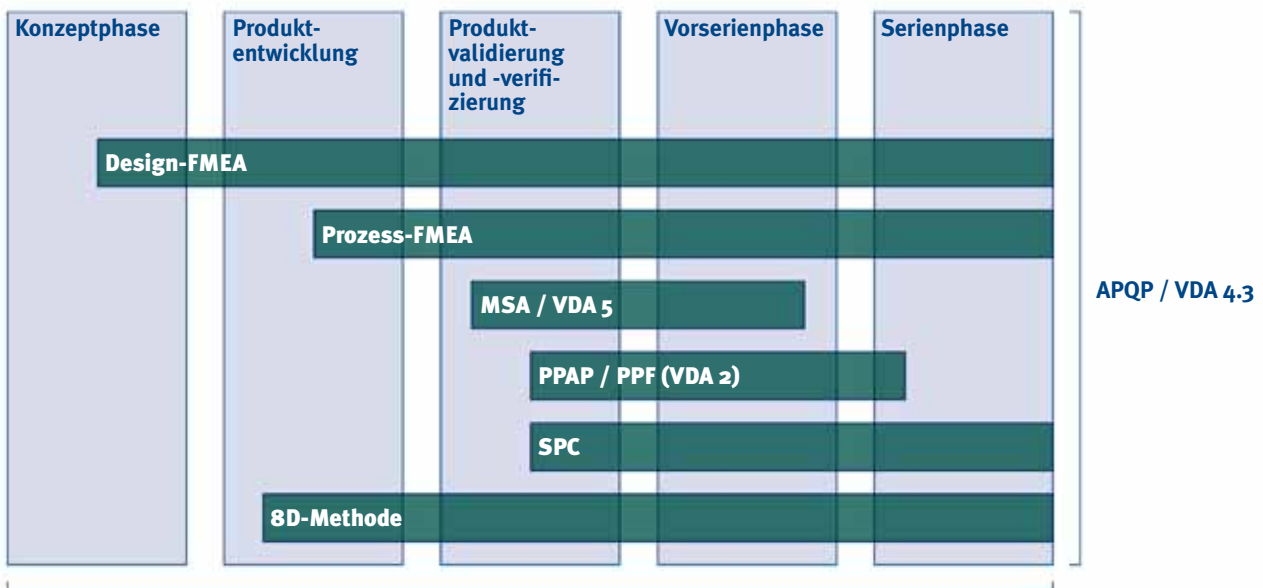 Konzeptphase
Produkt-
entwicklung
Produkt-
validierung
und -verifi-
zierung
Vorserienphase
Serienphase
Design-FMEA
Prozess-FMEA
MSA / VDA 5
APQP / VDA 4.3
PPAP / PPF (VDA 2)
SPC
8D-Methode